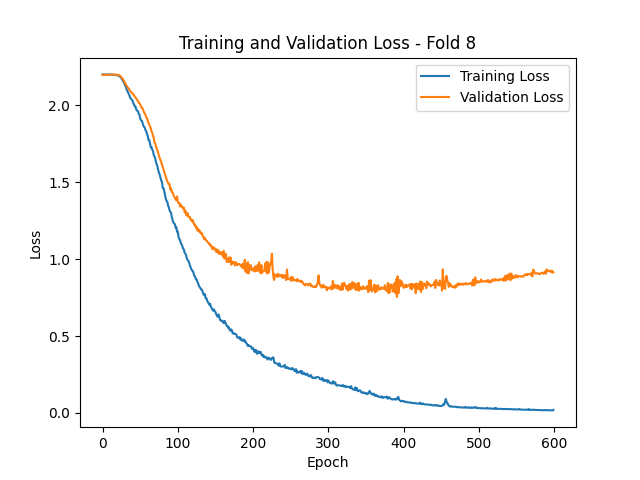 Training and Validation Loss - Fold 8
Training Loss
Validation Loss
2.0
1.5
1.0
0.5
0.0
Loss
0 100 200 300 400 500 600
Epoch